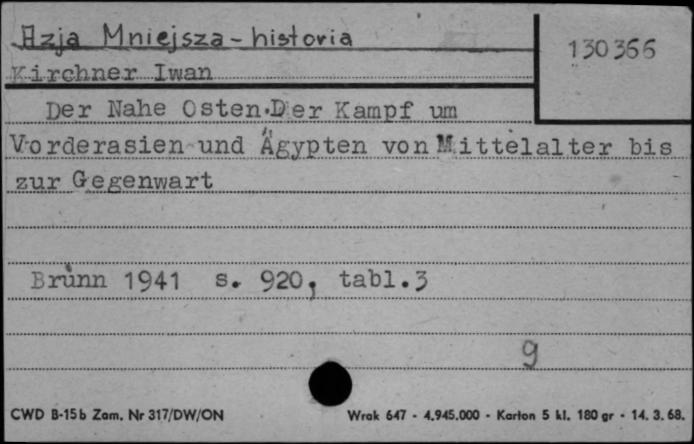 Azja Mniejsza - historia
130366
Kirchner Iwan
Der Nahe Osten.Der Kampf um
Vorderasien und Ägypten von Mittelalter bis
zur Gegenwart
Brünn 1941 s. 920, tabl.3
9
CWD B-15b Zam. Nr 317/DW/ON
Wrak 647 - 4.945.000 - Karton 5 kl. 180 gr - 14. 3. 68.